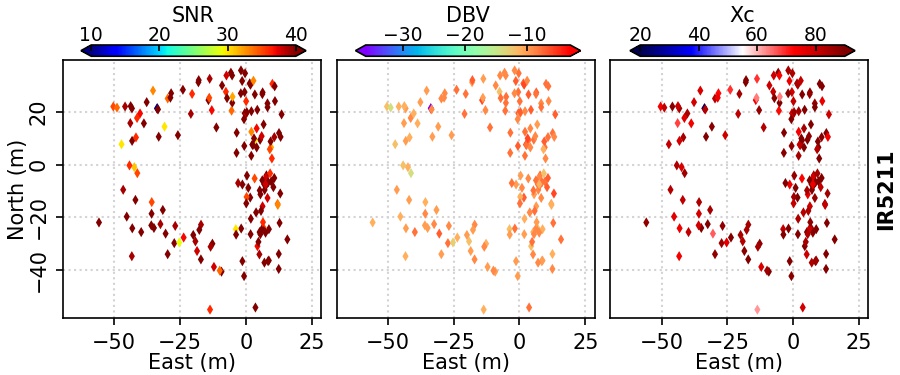 SNR DBV Xc
10 20 30 40 −30 −20 −10 20 40 60 80
20
0
−20
−40
North (m)
IR5211
−50 −25 0 25 −50 −25 0 25 −50 −25 0 25
East (m) East (m) East (m)